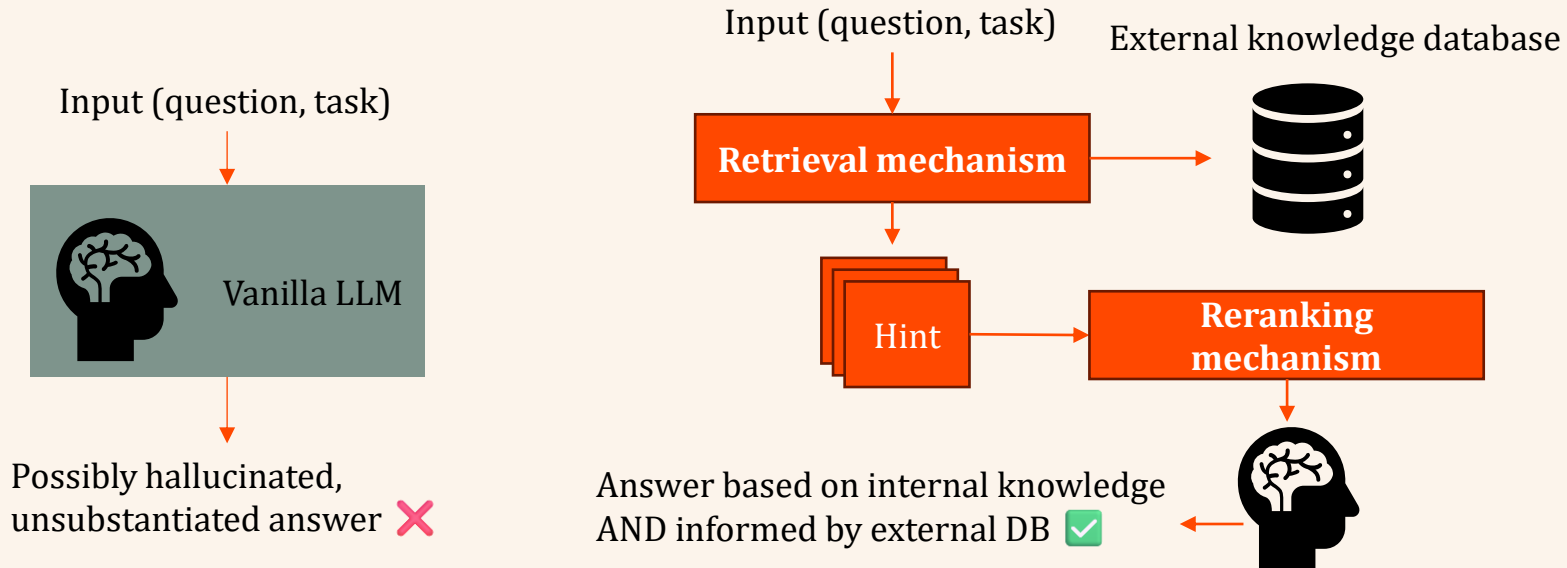 Input (question, task)
Vanilla LLM
Possibly hallucinated,
unsubstantiated answer ❌
Input (question, task)
External knowledge database
Retrieval mechanism
Hint
Reranking
mechanism
Answer based on internal knowledge
AND informed by external DB ✅